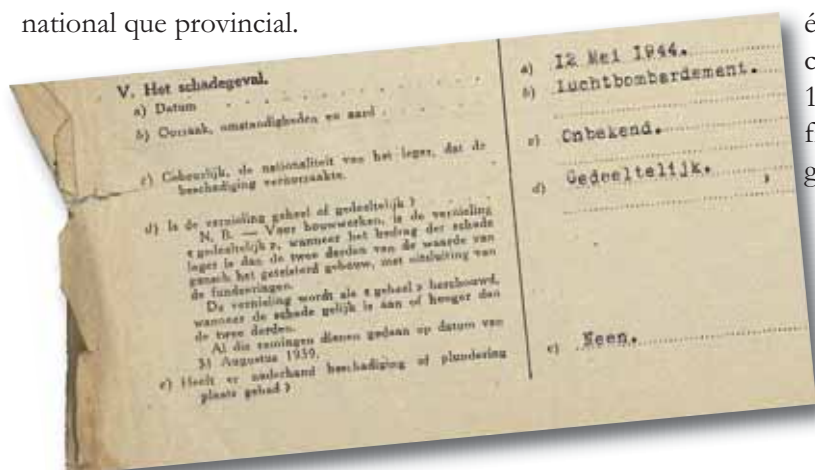 national que provincial.
V. Het schadegeval.
a) Datum
b) Oorzaak, omstandigheden en aard
c) Gebeurlijk, de nationaliteit van het leger, dat de
beschadiging veroorzaakte.
d) Is de vernieling geheel of gedeeltelijk ?
N. B. — Voor bouwwerken, is de vernieling
« gedeeltelijk », wanneer het bedrag der schade
lager is dan de twee derden van de waarde van
gansch het geteisterd gebouw, met uitsluiting van
de fundeeringen.
De vernieling wordt als « geheel » beschouwd,
wanneer de schade gelijk is aan of hooger dan
de twee derden.
Al die ramingen dienen gedaan op datum van
31 Augustus 1939.
e) Heeft er naderhand beschadiging of plundering
plaats gehad ?
a) 12 Mei 1944.
b) Luchtbombardement.
c) Onbekend.
d) Gedeeltelijk.
e) Neen.
é
c
1
g